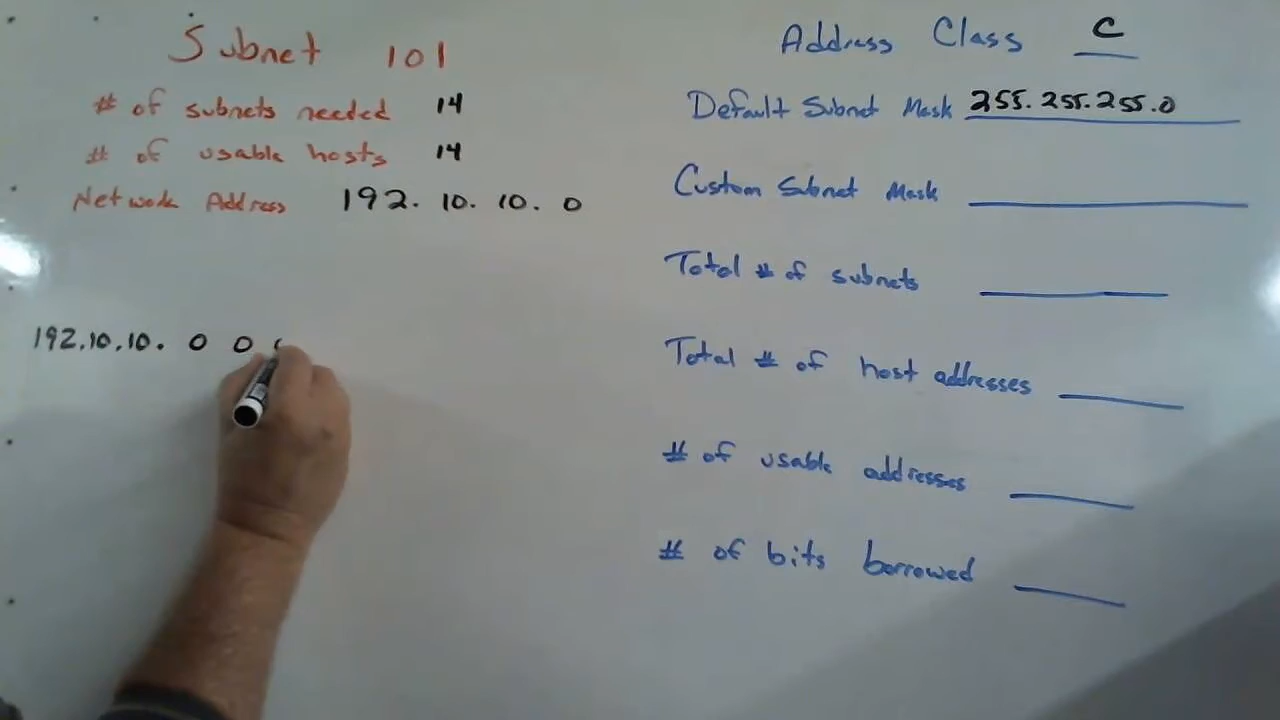 Subnet 101
# of subnets needed 14
# of usable hosts 14
Network Address 192. 10. 10. 0
192.10.10. 0 0
Address Class C
Default Subnet Mask 255.255.255.0
Custom Subnet Mask
Total # of subnets
Total # of host addresses
# of usable addresses
# of bits borrowed